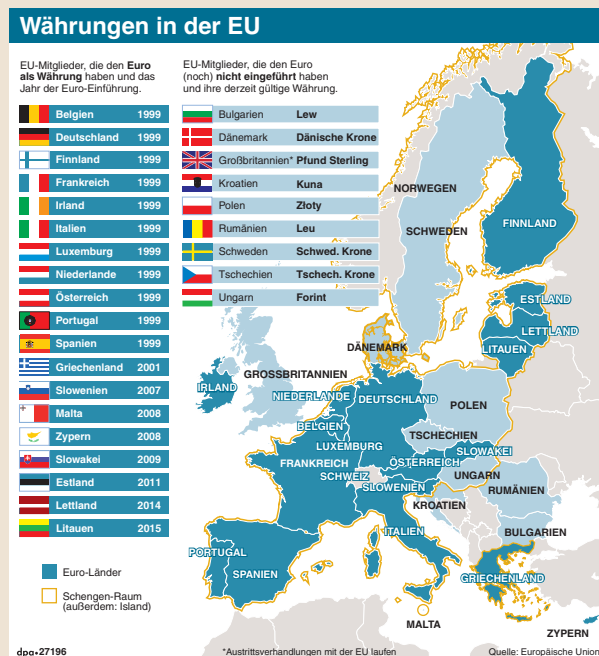 Währungen in der EU
EU-Mitglieder, die den Euro
als Währung haben und das
Jahr der Euro-Einführung.
Belgien 1999
Deutschland 1999
Finnland 1999
Frankreich 1999
Irland 1999
Italien 1999
Luxemburg 1999
Niederlande 1999
Österreich 1999
Portugal 1999
Spanien 1999
Griechenland 2001
Slowenien 2007
Malta 2008
Zypern 2008
Slowakei 2009
Estland 2011
Lettland 2014
Litauen 2015
EU-Mitglieder, die den Euro
(noch) nicht eingeführt haben
und ihre derzeit gültige Währung.
Bulgarien Lew
Dänemark Dänische Krone
Großbritannien* Pfund Sterling
Kroatien Kuna
Polen Złoty
Rumänien Leu
Schweden Schwed. Krone
Tschechien Tschech. Krone
Ungarn Forint
NORWEGEN
SCHWEDEN
FINNLAND
ESTLAND
LETTLAND
LITAUEN
DÄNEMARK
GROSSBRITANNIEN
IRLAND
NIEDERLANDE
DEUTSCHLAND
POLEN
BELGIEN
TSCHECHIEN
LUXEMBURG
SLOWAKEI
FRANKREICH
ÖSTERREICH
SCHWEIZ
UNGARN
SLOWENIEN
RUMÄNIEN
KROATIEN
ITALIEN
BULGARIEN
PORTUGAL
SPANIEN
GRIECHENLAND
MALTA
ZYPERN
Euro-Länder
Schengen-Raum
(außerdem: Island)
dpa•27196
*Austrittsverhandlungen mit der EU laufen
Quelle: Europäische Union